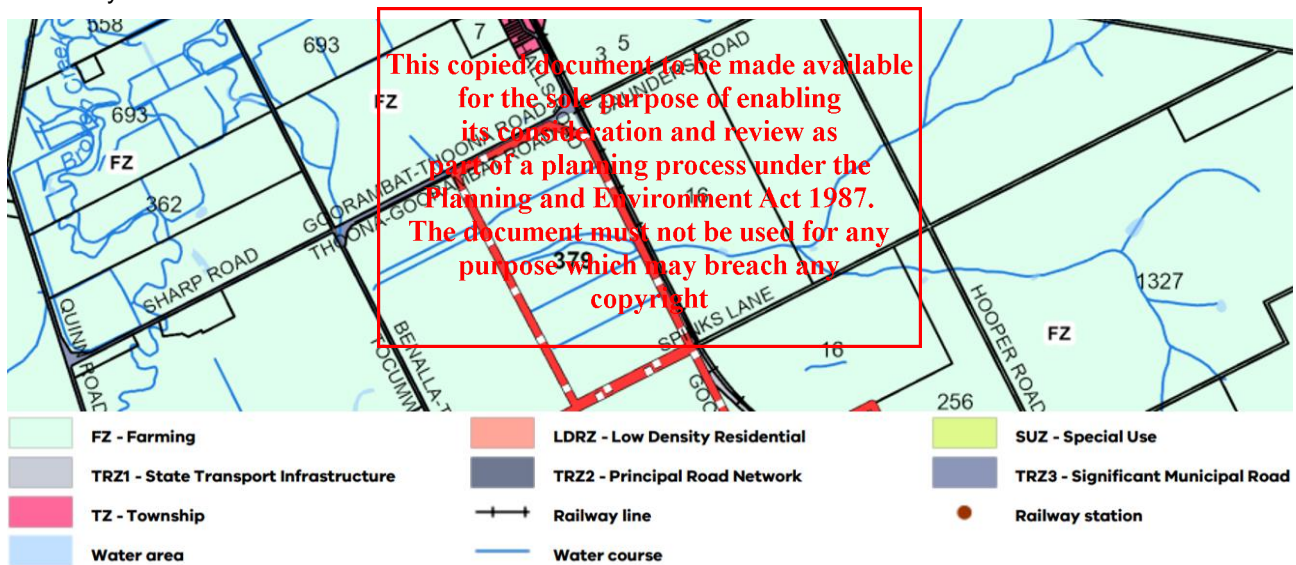 558
693
7
3
5
This copied document to be made available
for the sole purpose of enabling
its consideration and review as
part of a planning process under the
Planning and Environment Act 1987.
The document must not be used for any
purpose which may breach any
copyright
SAUNDERS ROAD
FZ
693
Broken Creek
FZ
GOORAMBAT-THOONA ROAD
THOONA-GOORAMBAT ROAD
362
16
379
SHARP ROAD
QUINN ROAD
SPINKS LANE
HOOPER ROAD
1327
FZ
16
256
FZ - Farming
LDRZ - Low Density Residential
SUZ - Special Use
TRZ1 - State Transport Infrastructure
TRZ2 - Principal Road Network
TRZ3 - Significant Municipal Road
TZ - Township
Railway line
Railway station
Water area
Water course